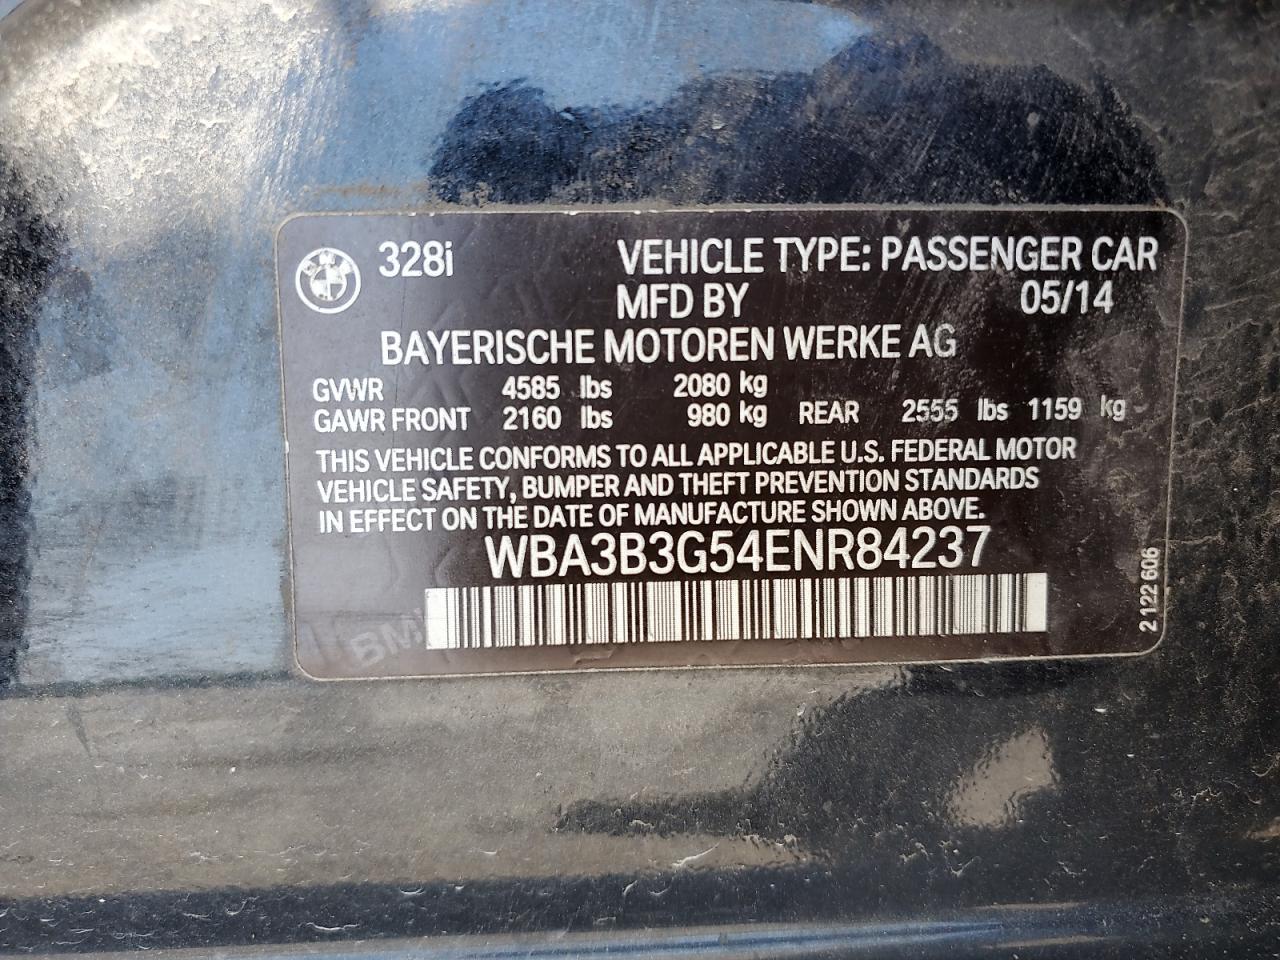 328i VEHICLE TYPE: PASSENGER CAR
MFD BY 05/14
BAYERISCHE MOTOREN WERKE AG
GVWR 4585 lbs 2080 kg
GAWR FRONT 2160 lbs 980 kg REAR 2555 lbs 1159 kg
THIS VEHICLE CONFORMS TO ALL APPLICABLE U.S. FEDERAL MOTOR
VEHICLE SAFETY, BUMPER AND THEFT PREVENTION STANDARDS
IN EFFECT ON THE DATE OF MANUFACTURE SHOWN ABOVE.
WBA3B3G54ENR84237
BMW
2 122 606